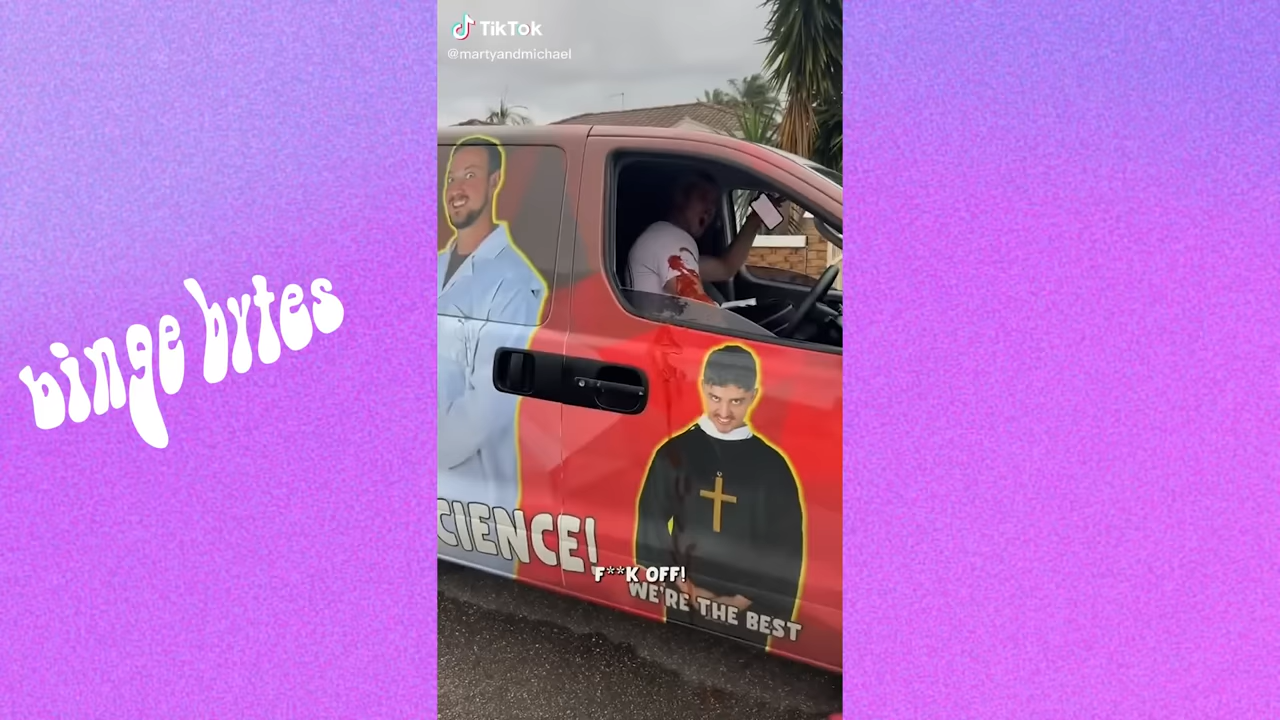 TikTok
@martyandmichael
binge bytes
CIENCE!
F**K OFF!
WE'RE THE BEST